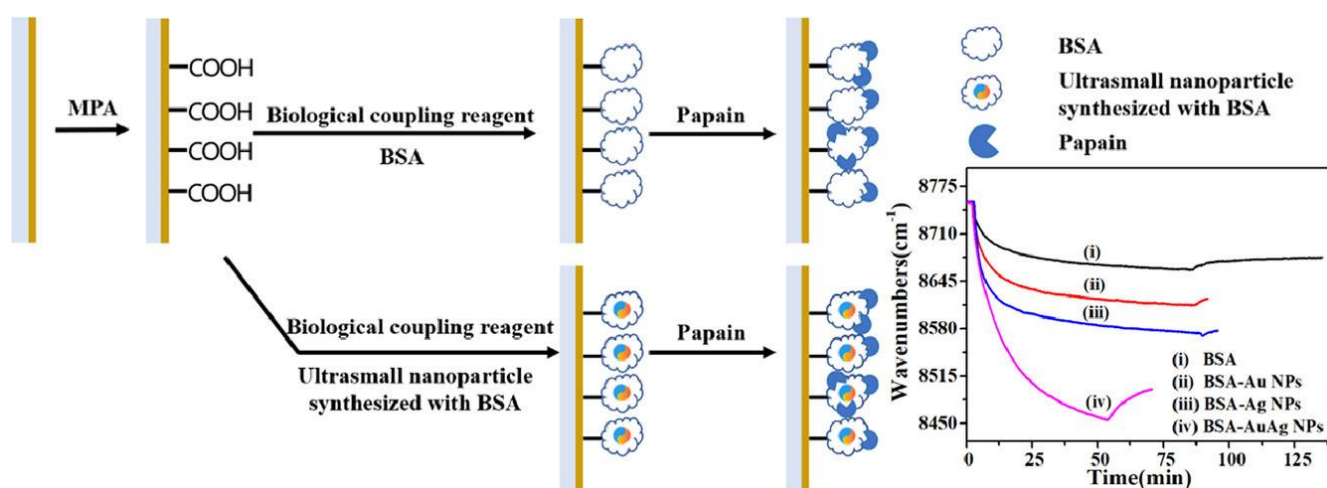 MPA
COOH
COOH
COOH
COOH
Biological coupling reagent
BSA
Papain
Biological coupling reagent
Ultrasmall nanoparticle
synthesized with BSA
Papain
BSA
Ultrasmall nanoparticle
synthesized with BSA
Papain
Wavenumbers(cm⁻¹)
8775
8710
8645
8580
8515
8450
(i)
(ii)
(iii)
(iv)
(i) BSA
(ii) BSA-Au NPs
(iii) BSA-Ag NPs
(iv) BSA-AuAg NPs
0 25 50 75 100 125
Time(min)